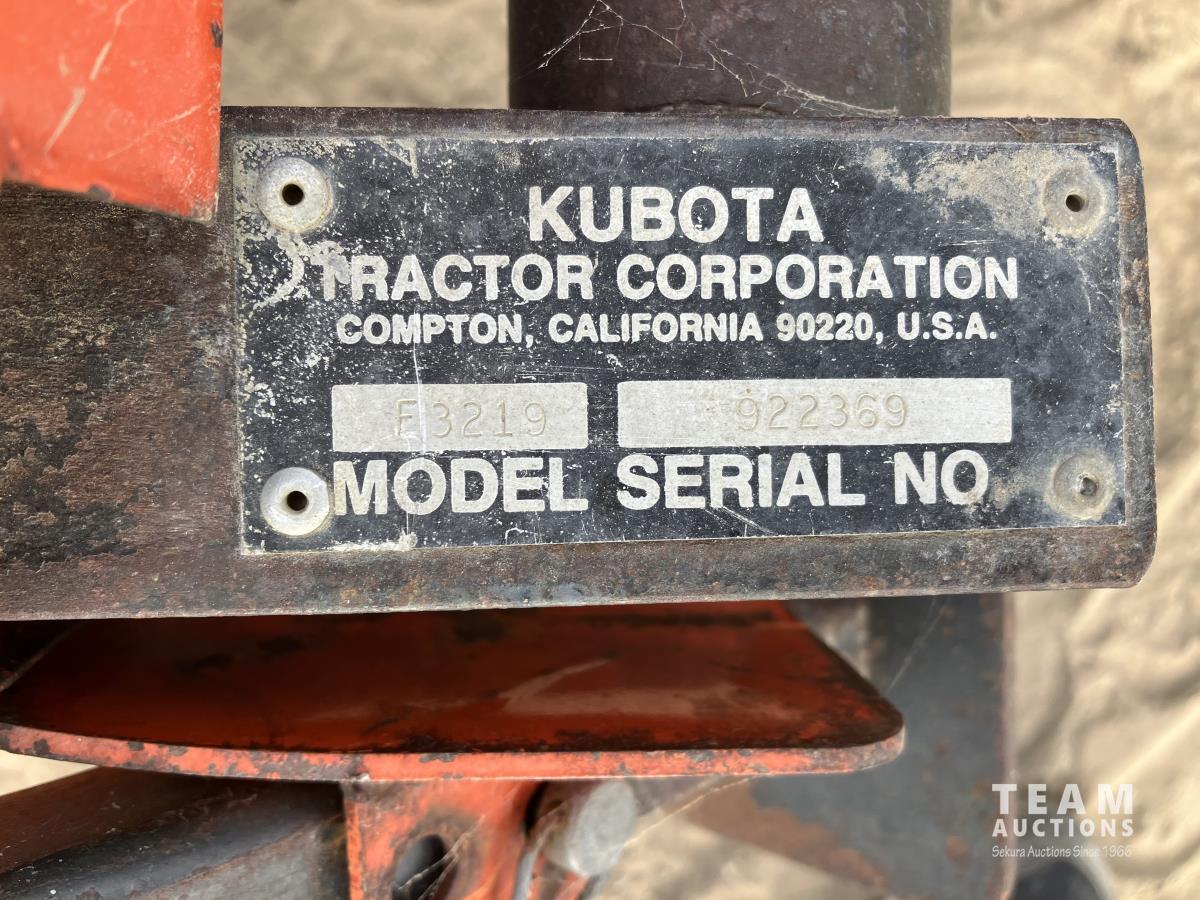 KUBOTA
TRACTOR CORPORATION
COMPTON, CALIFORNIA 90220, U.S.A.
F3219 922369
MODEL SERIAL NO
TEAM
AUCTIONS
Sekura Auctions Since 1966